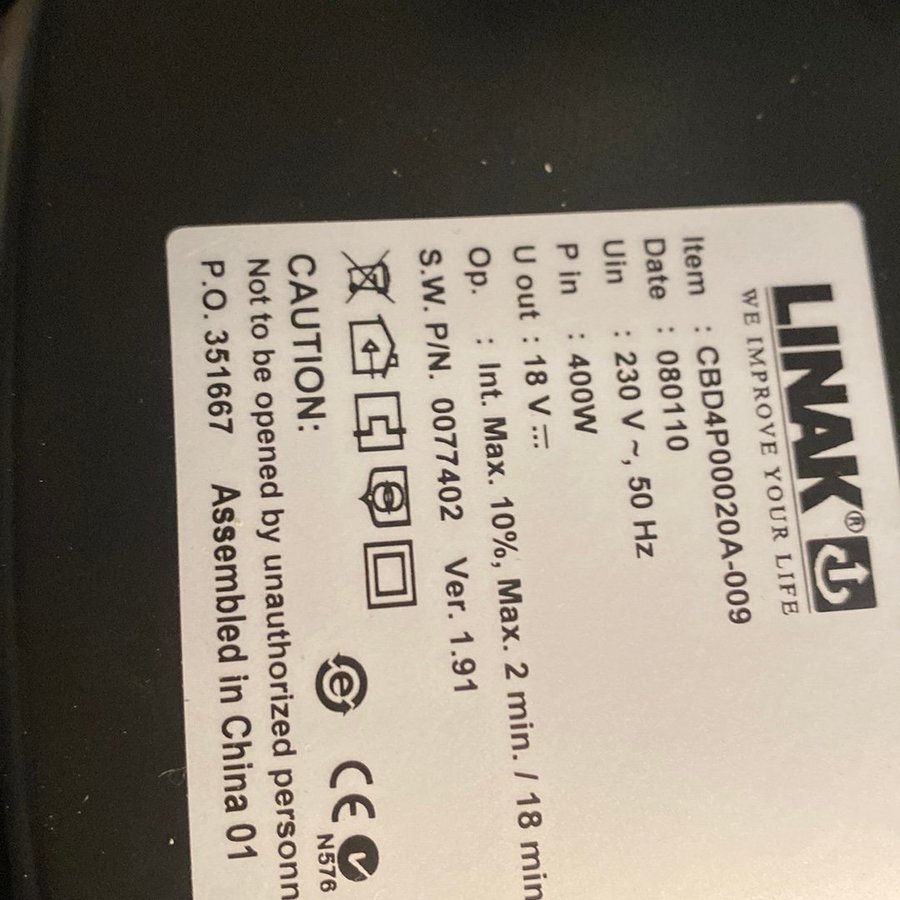 LINAK®
WE IMPROVE YOUR LIFE
Item : CBD4P00020A-009
Date : 080110
Uin : 230 V ~, 50 Hz
P in : 400W
U out : 18 V ⎓
Op. : Int. Max. 10%, Max. 2 min. / 18 min
S.W. P/N. 0077402 Ver. 1.91
CAUTION:
Not to be opened by unauthorized personn
P.O. 351667 Assembled in China 01
e
e
CE
N576